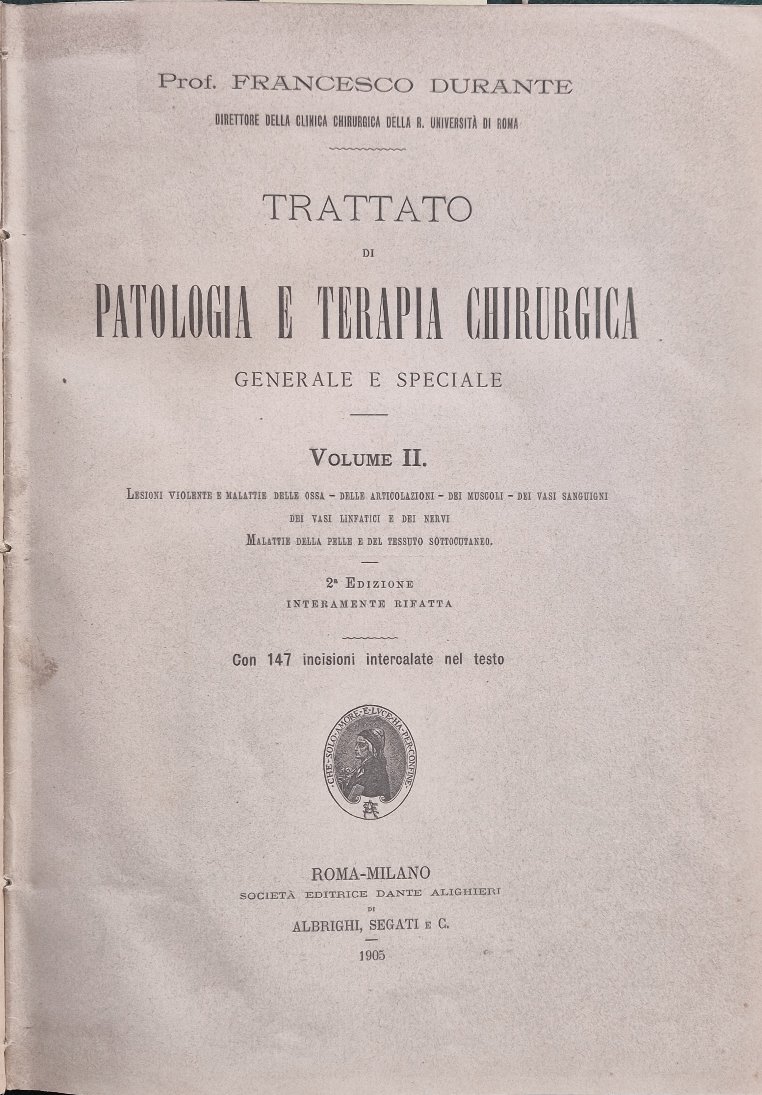 Prof. FRANCESCO DURANTE
DIRETTORE DELLA CLINICA CHIRURGICA DELLA R. UNIVERSITÀ DI ROMA
TRATTATO
DI
PATOLOGIA E TERAPIA CHIRURGICA
GENERALE E SPECIALE
VOLUME II.
LESIONI VIOLENTE E MALATTIE DELLE OSSA – DELLE ARTICOLAZIONI – DEI MUSCOLI – DEI VASI SANGUIGNI
DEI VASI LINFATICI E DEI NERVI
MALATTIE DELLA PELLE E DEL TESSUTO SOTTOCUTANEO.
2ª EDIZIONE
INTERAMENTE RIFATTA
Con 147 incisioni intercalate nel testo
·CHE·SOLO·AMORE·E·LVCE·HA·PER·CONFINE·
ROMA-MILANO
SOCIETÀ EDITRICE DANTE ALIGHIERI
DI
ALBRIGHI, SEGATI E C.
1905